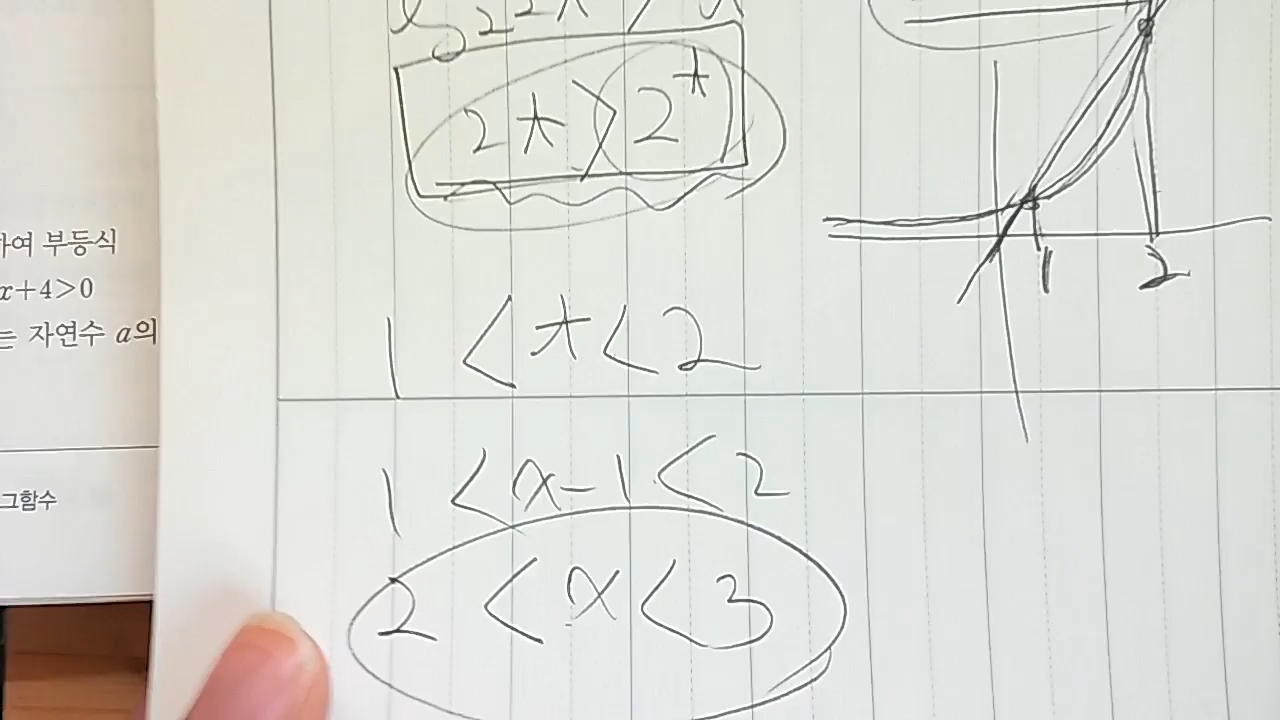 하여 부등식
x+4>0
는 자연수 a의
그함수
2t > 2^t
1 < t < 2
1 < x-1 < 2
2 < x < 3
1 2